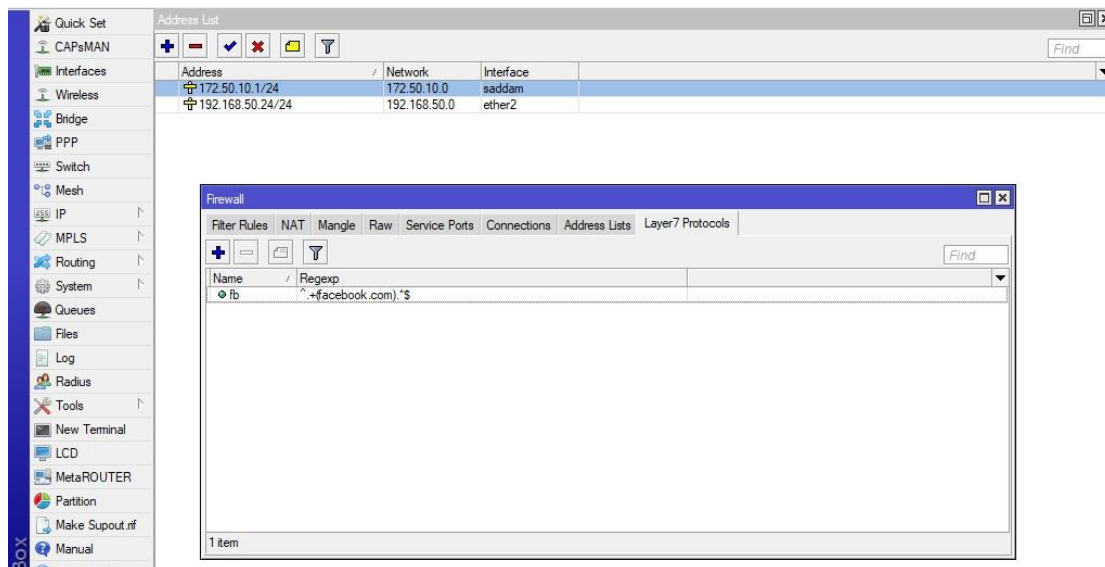 Quick Set
CAPsMAN
Interfaces
Wireless
Bridge
PPP
Switch
Mesh
IP
MPLS
Routing
System
Queues
Files
Log
Radius
Tools
New Terminal
LCD
MetaROUTER
Partition
Make Supout.rif
Manual
Box
Address List
Find
Address / Network Interface
172.50.10.1/24 172.50.10.0 saddam
192.168.50.24/24 192.168.50.0 ether2
Firewall
Filter Rules NAT Mangle Raw Service Ports Connections Address Lists Layer7 Protocols
Find
Name / Regexp
fb ^.+(facebook.com).*$
1 item